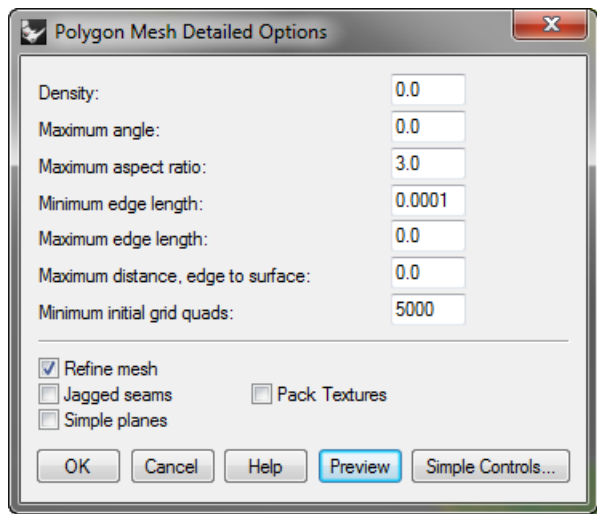 Polygon Mesh Detailed Options
Density: 0.0
Maximum angle: 0.0
Maximum aspect ratio: 3.0
Minimum edge length: 0.0001
Maximum edge length: 0.0
Maximum distance, edge to surface: 0.0
Minimum initial grid quads: 5000
Refine mesh
Jagged seams Pack Textures
Simple planes
OK Cancel Help Preview Simple Controls...